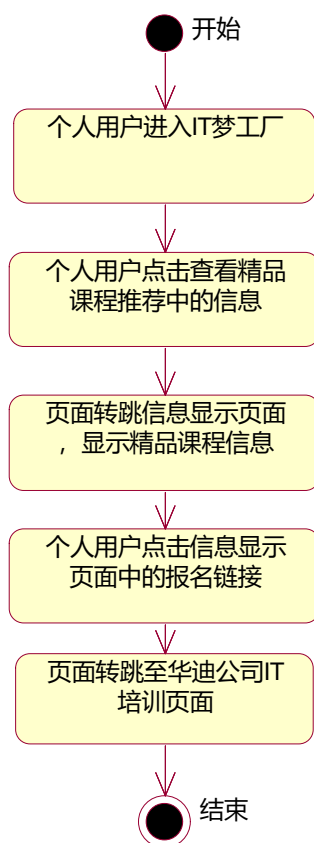 开始
个人用户进入IT梦工厂
个人用户点击查看精品
课程推荐中的信息
页面转跳信息显示页面
，显示精品课程信息
个人用户点击信息显示
页面中的报名链接
页面转跳至华迪公司IT
培训页面
结束